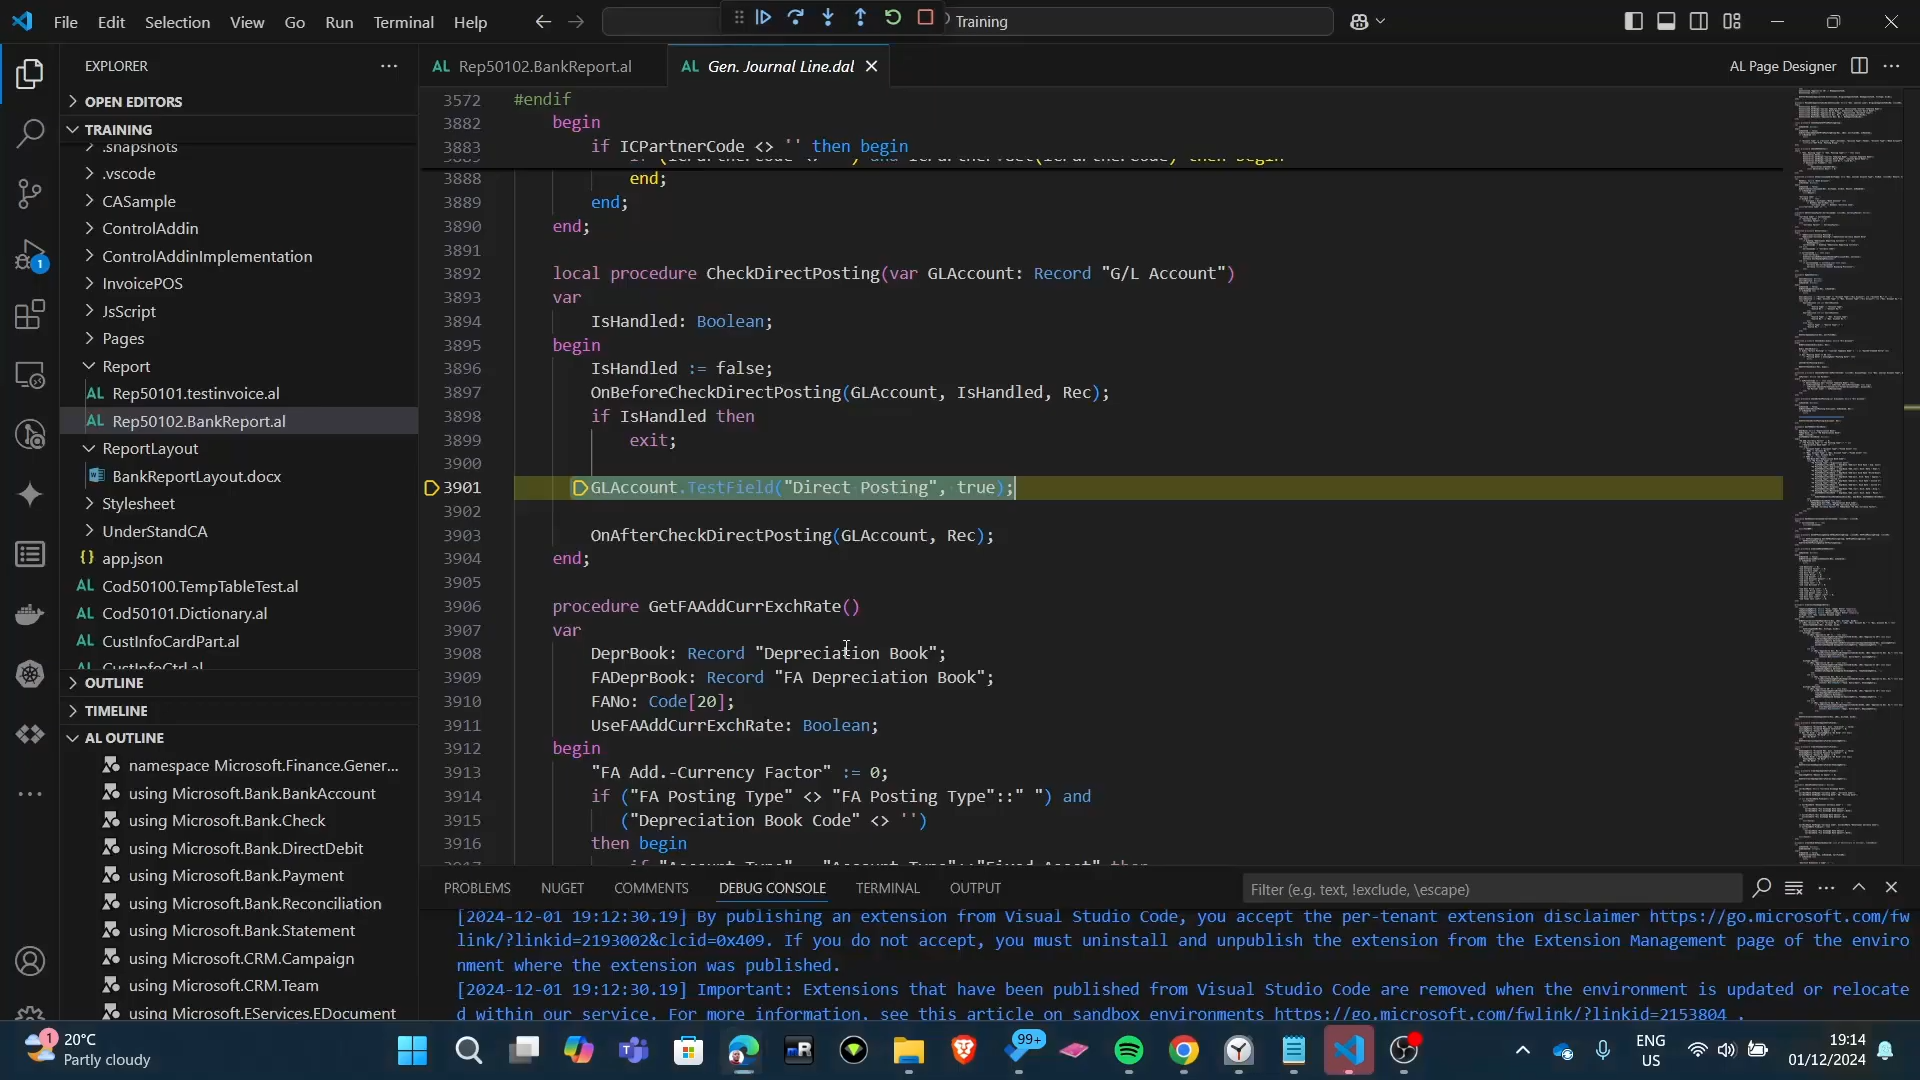 File Edit Selection View Go Run Terminal Help
Training
EXPLORER
OPEN EDITORS
TRAINING
.snapshots
.vscode
CASample
ControlAddin
ControlAddinImplementation
InvoicePOS
JsScript
Pages
Report
AL Rep50101.testinvoice.al
AL Rep50102.BankReport.al
ReportLayout
BankReportLayout.docx
Stylesheet
UnderStandCA
{} app.json
AL Cod50100.TempTableTest.al
AL Cod50101.Dictionary.al
AL CustInfoCardPart.al
AL CustInfoCtrl.al
OUTLINE
TIMELINE
AL OUTLINE
namespace Microsoft.Finance.Gener...
using Microsoft.Bank.BankAccount
using Microsoft.Bank.Check
using Microsoft.Bank.DirectDebit
using Microsoft.Bank.Payment
using Microsoft.Bank.Reconciliation
using Microsoft.Bank.Statement
using Microsoft.CRM.Campaign
using Microsoft.CRM.Team
using Microsoft.EServices.EDocument
1
AL Rep50102.BankReport.al
AL Gen. Journal Line.dal
AL Page Designer
3572 #endif
3882 begin
3883 if ICPartnerCode <> '' then begin
3888 end;
3889 end;
3890 end;
3891
3892 local procedure CheckDirectPosting(var GLAccount: Record "G/L Account")
3893 var
3894 IsHandled: Boolean;
3895 begin
3896 IsHandled := false;
3897 OnBeforeCheckDirectPosting(GLAccount, IsHandled, Rec);
3898 if IsHandled then
3899 exit;
3900
3901 GLAccount.TestField("Direct Posting", true);
3902
3903 OnAfterCheckDirectPosting(GLAccount, Rec);
3904 end;
3905
3906 procedure GetFAAddCurrExchRate()
3907 var
3908 DeprBook: Record "Depreciation Book";
3909 FADeprBook: Record "FA Depreciation Book";
3910 FANo: Code[20];
3911 UseFAAddCurrExchRate: Boolean;
3912 begin
3913 "FA Add.-Currency Factor" := 0;
3914 if ("FA Posting Type" <> "FA Posting Type"::" ") and
3915 ("Depreciation Book Code" <> '')
3916 then begin
PROBLEMS NUGET COMMENTS DEBUG CONSOLE TERMINAL OUTPUT
Filter (e.g. text, !exclude, \escape)
[2024-12-01 19:12:30.19] By publishing an extension from Visual Studio Code, you accept the per-tenant extension disclaimer https://go.microsoft.com/fw
link/?linkid=2193002&clcid=0x409. If you do not accept, you must uninstall and unpublish the extension from the Extension Management page of the enviro
nment where the extension was published.
[2024-12-01 19:12:30.19] Important: Extensions that have been published from Visual Studio Code are removed when the environment is updated or relocate
d within our service. For more information, see this article on sandbox environments https://go.microsoft.com/fwlink/?linkid=2153804 .
1
20°C
Partly cloudy
99+
ENG
US
19:14
01/12/2024